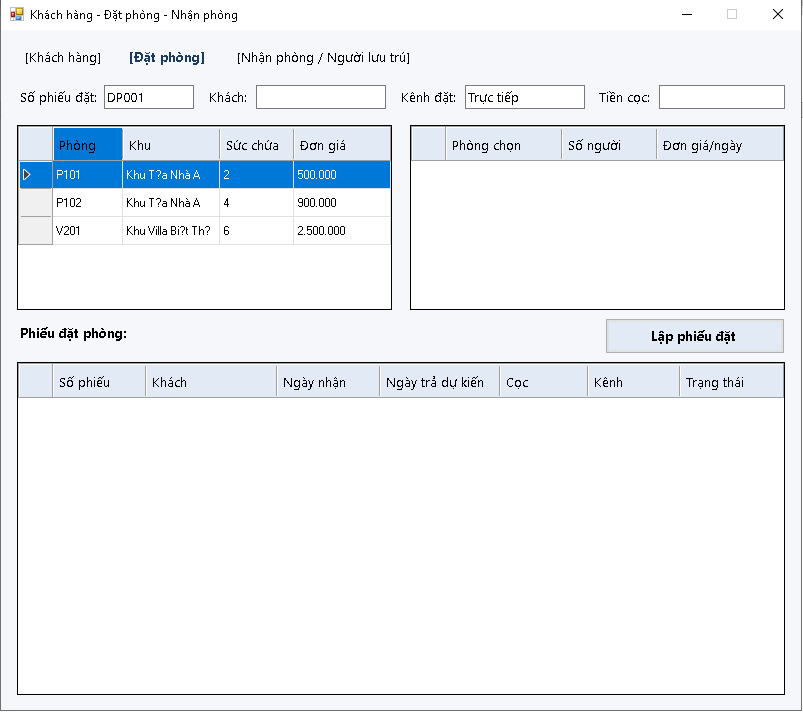 Khách hàng - Đặt phòng - Nhận phòng
[Khách hàng] [Đặt phòng] [Nhận phòng / Người lưu trú]
Số phiếu đặt: DP001 Khách: Kênh đặt: Trực tiếp Tiền cọc:
Phòng Khu Sức chứa Đơn giá
P101 Khu T?a Nhà A 2 500.000
P102 Khu T?a Nhà A 4 900.000
V201 Khu Villa Bi?t Th? 6 2.500.000
Phòng chọn Số người Đơn giá/ngày
Phiếu đặt phòng:
Lập phiếu đặt
Số phiếu Khách Ngày nhận Ngày trả dự kiến Cọc Kênh Trạng thái